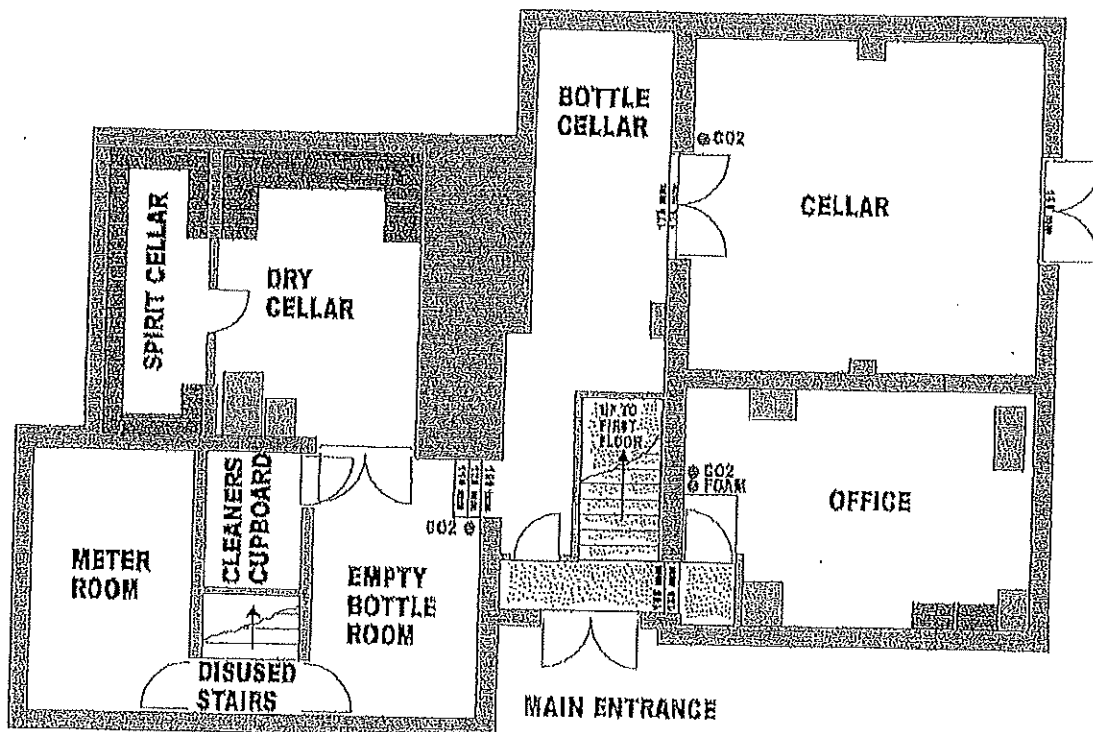 BOTTLE
CELLAR
CO2
CELLAR
SPIRIT CELLAR
DRY
CELLAR
UP TO
FIRST
FLOOR
CO2
FOAM
OFFICE
CO2
CLEANERS
CUPBOARD
METER
ROOM
EMPTY
BOTTLE
ROOM
DISUSED
STAIRS
MAIN ENTRANCE